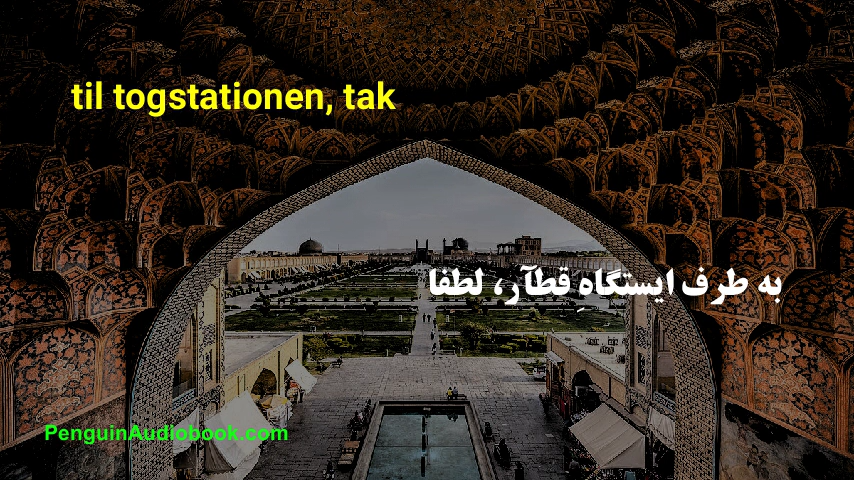 til togstationen, tak
به طرف ایستگاهِ قطآر، لطفا
PenguinAudiobook.com